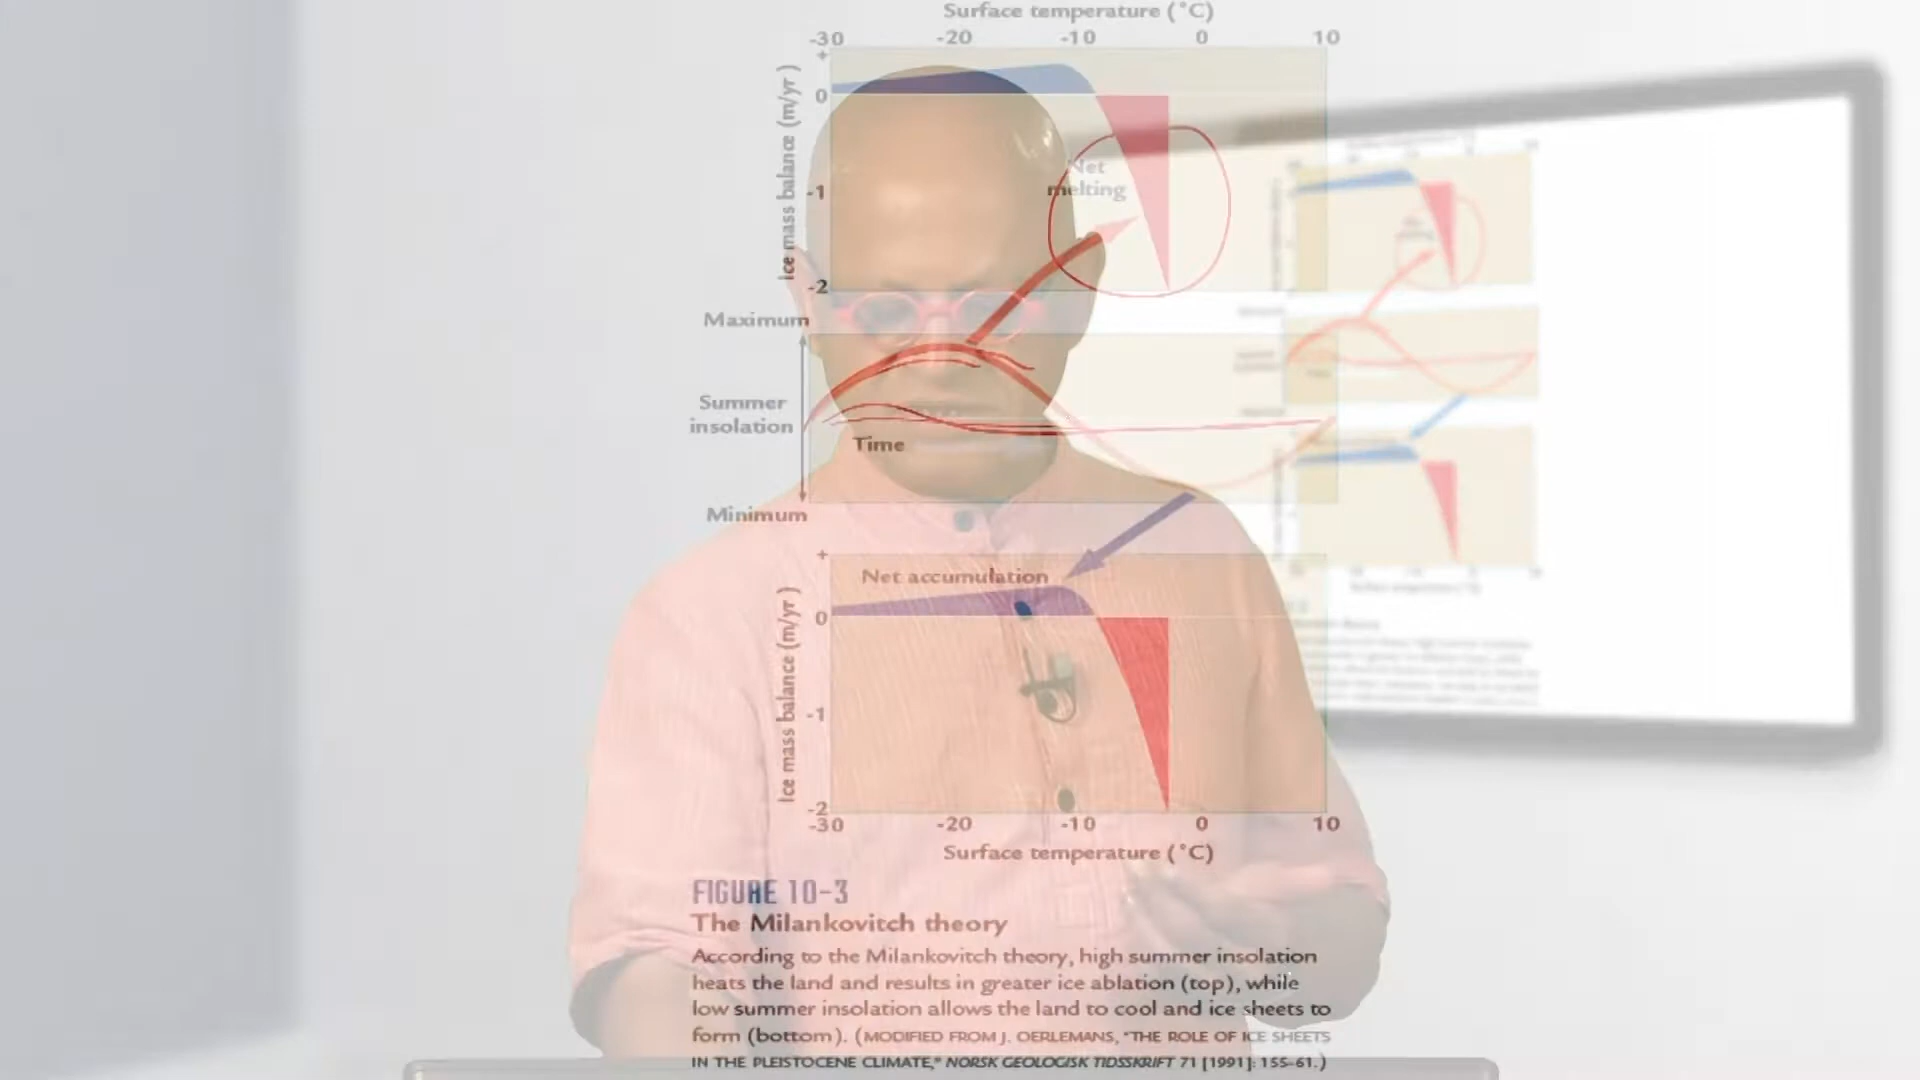 Surface temperature (°C)
-30 -20 -10 0 10
+
0
-1
-2
Ice mass balance (m/yr)
Net
melting
Maximum
Summer
insolation
Time
Minimum
+
Net accumulation
0
-1
-2
Ice mass balance (m/yr)
-30 -20 -10 0 10
Surface temperature (°C)
FIGURE 10-3
The Milankovitch theory
According to the Milankovitch theory, high summer insolation
heats the land and results in greater ice ablation (top), while
low summer insolation allows the land to cool and ice sheets to
form (bottom). (MODIFIED FROM J. OERLEMANS, "THE ROLE OF ICE SHEETS
IN THE PLEISTOCENE CLIMATE," NORSK GEOLOGISK TIDSSKRIFT 71 [1991]: 155-61.)